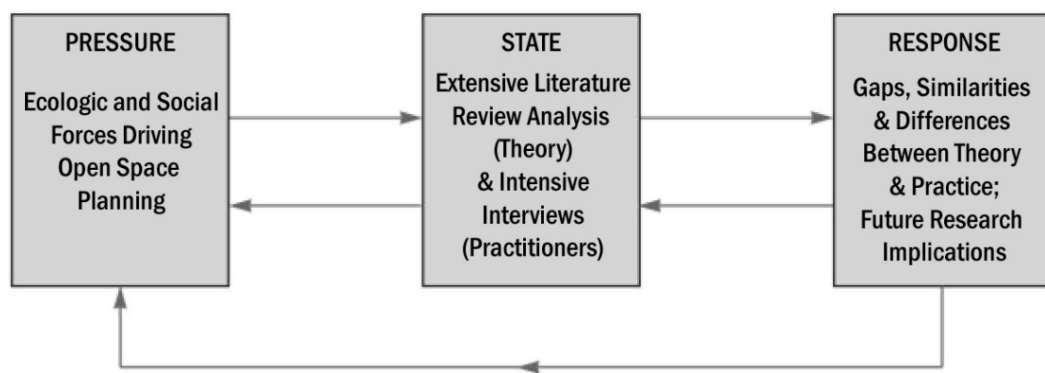 PRESSURE
Ecologic and Social
Forces Driving
Open Space
Planning
STATE
Extensive Literature
Review Analysis
(Theory)
& Intensive
Interviews
(Practitioners)
RESPONSE
Gaps, Similarities
& Differences
Between Theory
& Practice;
Future Research
Implications